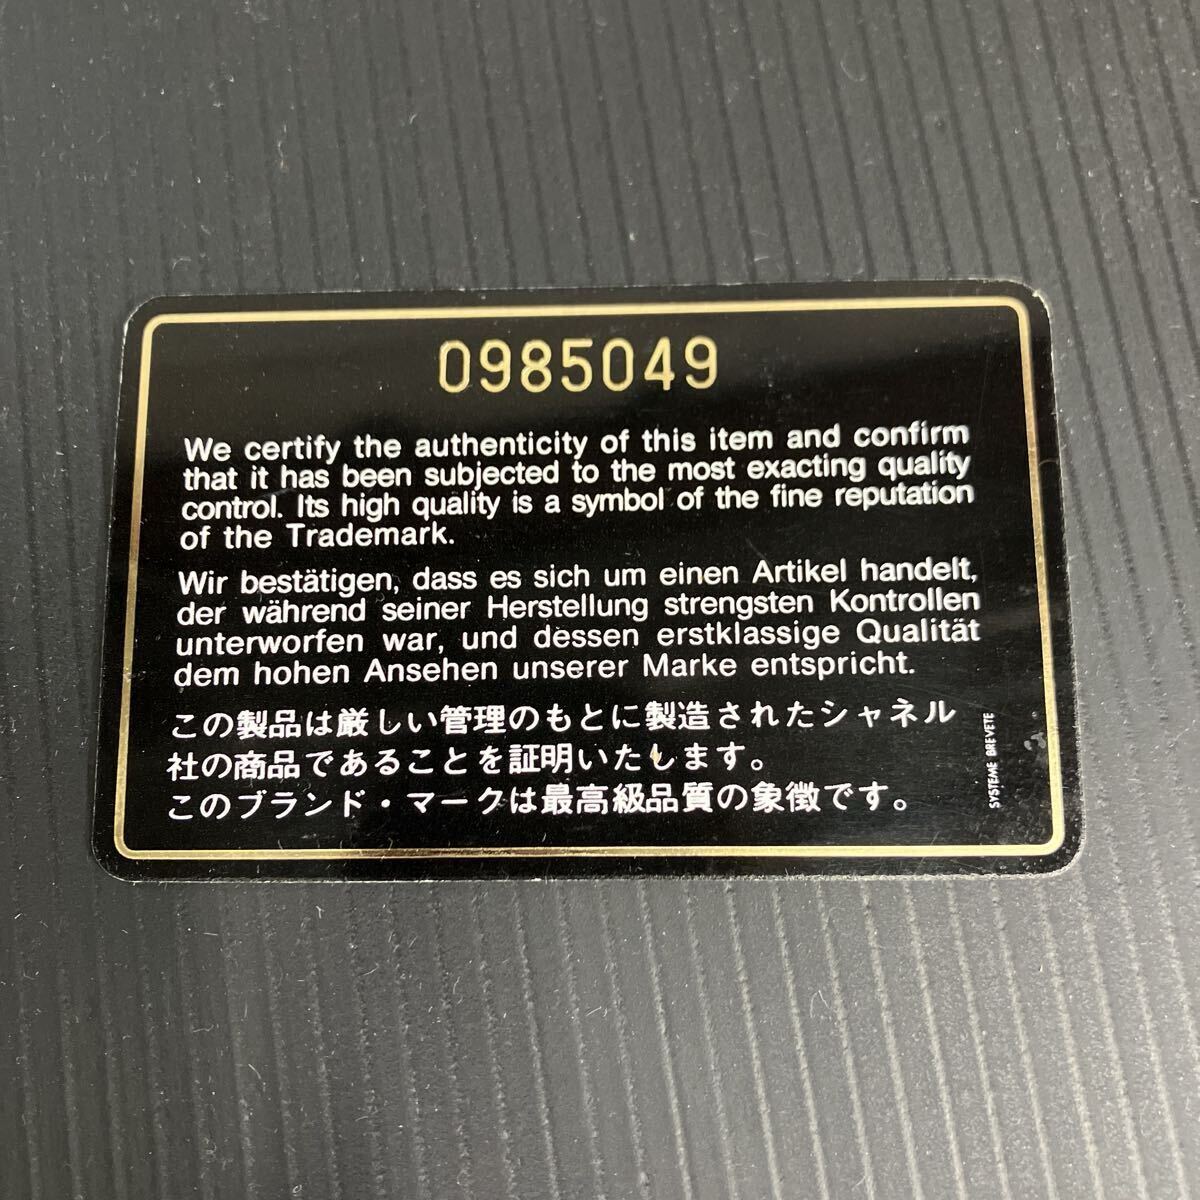 0985049
We certify the authenticity of this item and confirm
that it has been subjected to the most exacting quality
control. Its high quality is a symbol of the fine reputation
of the Trademark.
Wir bestätigen, dass es sich um einen Artikel handelt,
der während seiner Herstellung strengsten Kontrollen
unterworfen war, und dessen erstklassige Qualität
dem hohen Ansehen unserer Marke entspricht.
この製品は厳しい管理のもとに製造されたシャネル
社の商品であることを証明いたします。
このブランド・マークは最高級品質の象徴です。
SYSTEME BREVETE